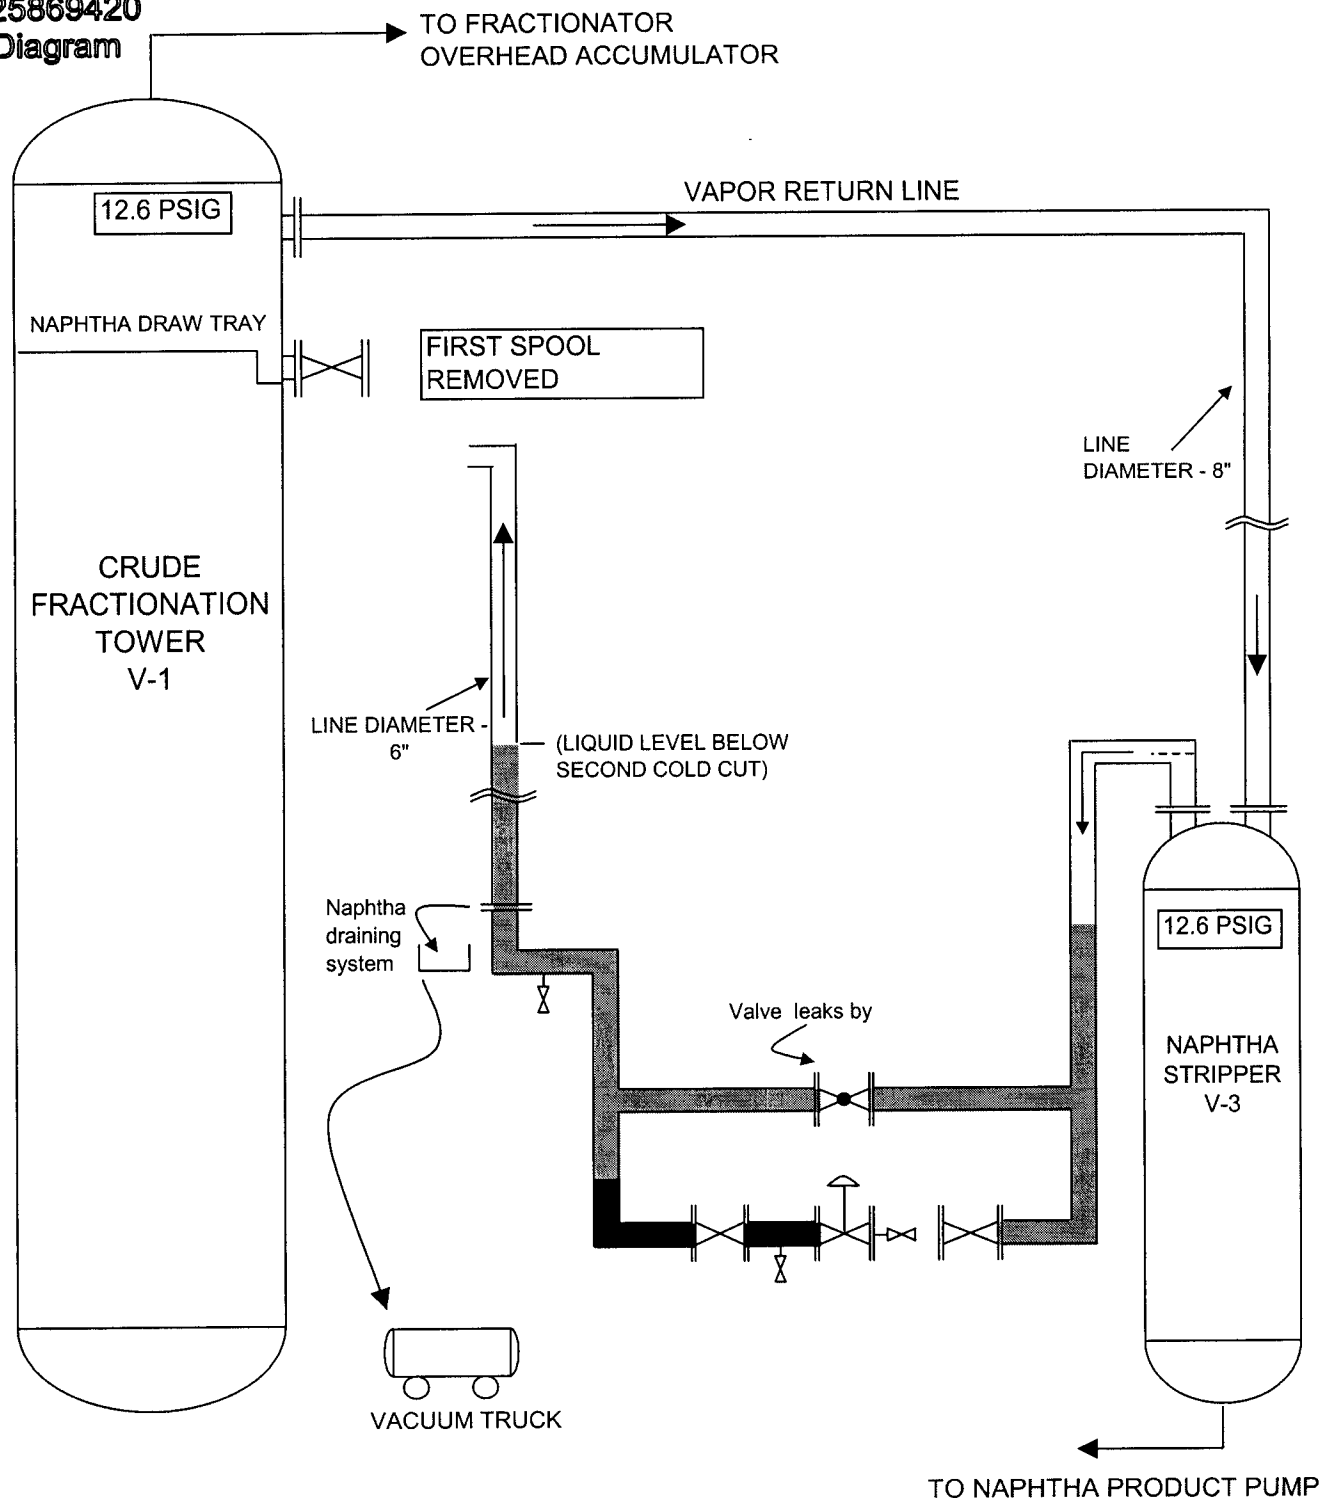 25869420
Diagram
TO FRACTIONATOR
OVERHEAD ACCUMULATOR
12.6 PSIG
VAPOR RETURN LINE
NAPHTHA DRAW TRAY
FIRST SPOOL
REMOVED
LINE
DIAMETER - 8"
CRUDE
FRACTIONATION
TOWER
V-1
LINE DIAMETER -
6"
(LIQUID LEVEL BELOW
SECOND COLD CUT)
Naphtha
draining
system
12.6 PSIG
Valve leaks by
NAPHTHA
STRIPPER
V-3
VACUUM TRUCK
TO NAPHTHA PRODUCT PUMP